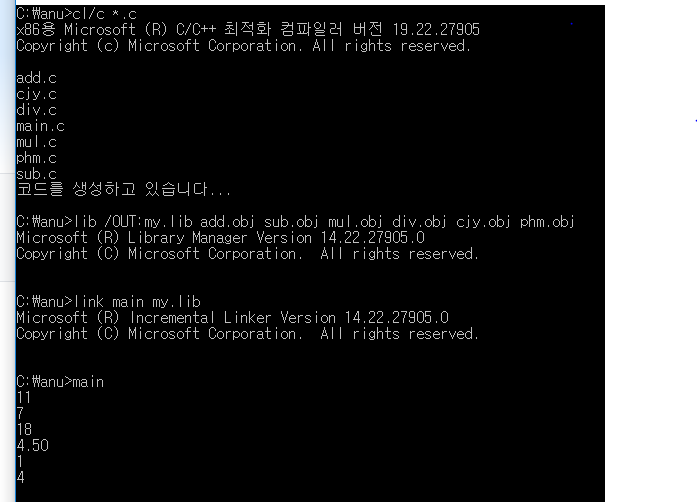 C:\anu>cl/c *.c
x86용 Microsoft (R) C/C++ 최적화 컴파일러 버전 19.22.27905
Copyright (c) Microsoft Corporation. All rights reserved.
add.c
cjy.c
div.c
main.c
mul.c
phm.c
sub.c
코드를 생성하고 있습니다...
C:₩anu>lib /OUT:my.lib add.obj sub.obj mul.obj div.obj cjy.obj phm.obj
Microsoft (R) Library Manager Version 14.22.27905.0
Copyright (C) Microsoft Corporation.  All rights reserved.
C:₩anu>link main my.lib
Microsoft (R) Incremental Linker Version 14.22.27905.0
Copyright (C) Microsoft Corporation.  All rights reserved.
C:₩anu>main
11
7
18
4.50
1
4